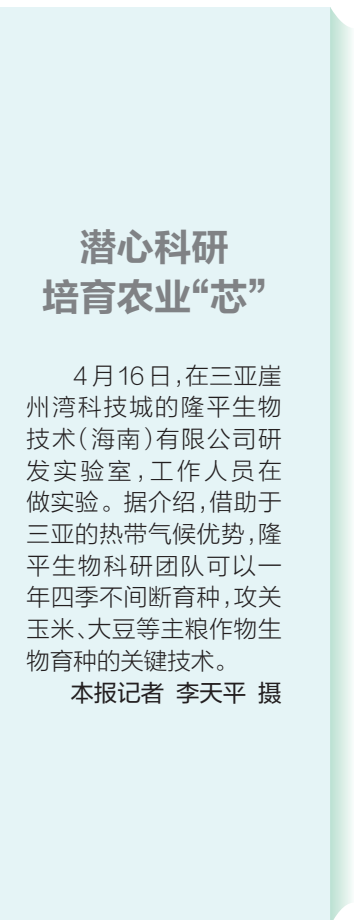 潜心科研
培育农业“芯”
4月16日,在三亚崖
州湾科技城的隆平生物
技术(海南)有限公司研
发实验室,工作人员在
做实验。据介绍,借助于
三亚的热带气候优势,隆
平生物科研团队可以一
年四季不间断育种,攻关
玉米、大豆等主粮作物生
物育种的关键技术。
本报记者 李天平 摄